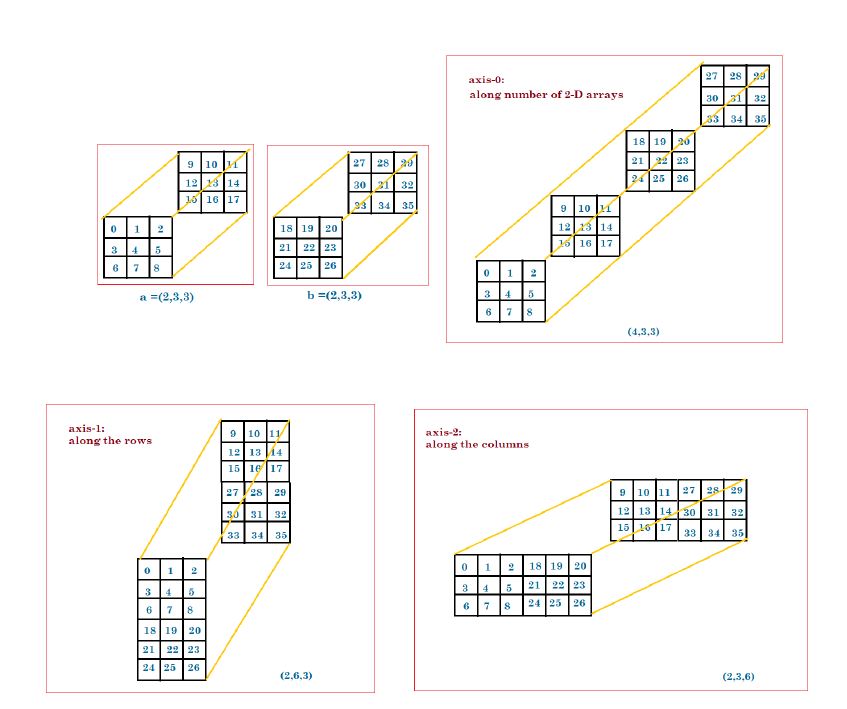 9 10 11
12 13 14
15 16 17
0 1 2
3 4 5
6 7 8
a =(2,3,3)
27 28 29
30 31 32
33 34 35
18 19 20
21 22 23
24 25 26
b =(2,3,3)
axis-0:
along number of 2-D arrays
27 28 29
30 31 32
33 34 35
18 19 20
21 22 23
24 25 26
9 10 11
12 13 14
15 16 17
0 1 2
3 4 5
6 7 8
(4,3,3)
axis-1:
along the rows
9 10 11
12 13 14
15 16 17
27 28 29
30 31 32
33 34 35
0 1 2
3 4 5
6 7 8
18 19 20
21 22 23
24 25 26
(2,6,3)
axis-2:
along the columns
9 10 11 27 28 29
12 13 14 30 31 32
15 16 17 33 34 35
0 1 2 18 19 20
3 4 5 21 22 23
6 7 8 24 25 26
(2,3,6)